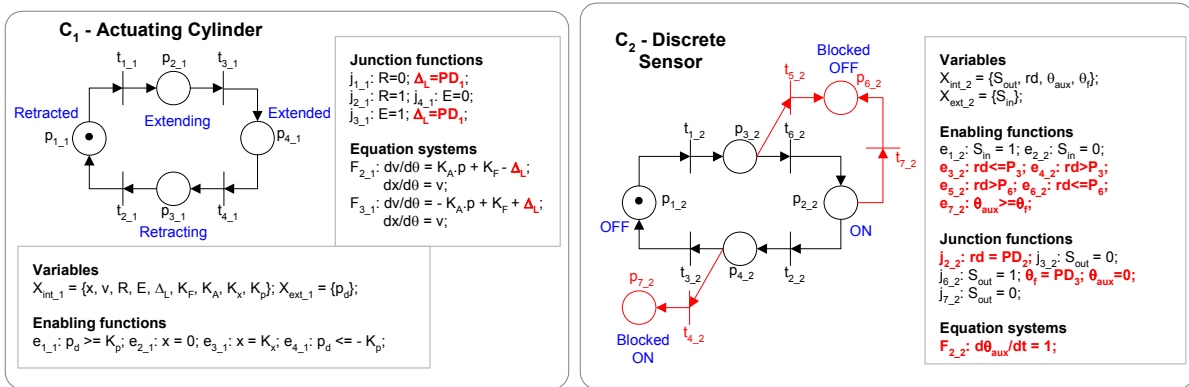 C1 - Actuating Cylinder
t1_1
p2_1
t3_1
Retracted
Extending
Extended
p1_1
p4_1
t2_1
p3_1
t4_1
Retracting
Junction functions
j1_1: R=0; ΔL=PD1;
j2_1: R=1; j4_1: E=0;
j3_1: E=1; ΔL=PD1;
Equation systems
F2_1: dv/dθ = KA.p + KF - ΔL;
dx/dθ = v;
F3_1: dv/dθ = - KA.p + KF + ΔL;
dx/dθ = v;
Variables
Xint_1 = {x, v, R, E, ΔL, KF, KA, Kx, Kp}; Xext_1 = {pd};
Enabling functions
e1_1: pd >= Kp; e2_1: x = 0; e3_1: x = Kx; e4_1: pd <= - Kp;
C2 - Discrete
Sensor
Blocked
OFF
t5_2
p6_2
t1_2
p3_2
t6_2
t7_2
p1_2
p2_2
OFF
ON
t3_2
p4_2
t2_2
p7_2
t4_2
Blocked
ON
Variables
Xint_2 = {Sout, rd, θaux, θf};
Xext_2 = {Sin};
Enabling functions
e1_2: Sin = 1; e2_2: Sin = 0;
e3_2: rd<=P3; e4_2: rd>P3;
e5_2: rd>P6; e6_2: rd<=P6;
e7_2: θaux>=θf;
Junction functions
j2_2: rd = PD2; j3_2: Sout = 0;
j6_2: Sout = 1; θf = PD3; θaux=0;
j7_2: Sout = 0;
Equation systems
F2_2: dθaux/dt = 1;